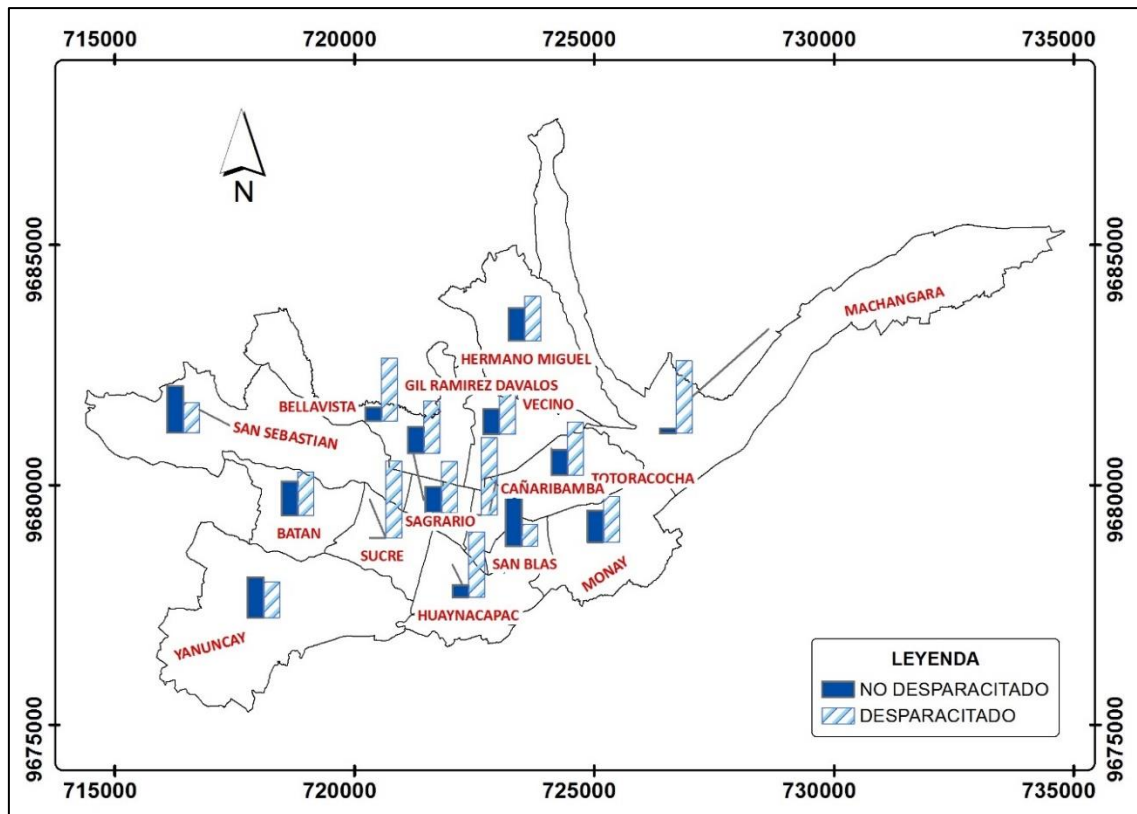 715000 720000 725000 730000 735000
N
9685000 9685000
MACHANGARA
HERMANO MIGUEL
GIL RAMIREZ DAVALOS
BELLAVISTA
VECINO
SAN SEBASTIAN
9680000 9680000
TOTORACOCHA
CAÑARIBAMBA
SAGRARIO
BATAN
SUCRE
SAN BLAS
MONAY
HUAYNACAPAC
YANUNCAY
LEYENDA
NO DESPARACITADO
DESPARACITADO
9675000 9675000
715000 720000 725000 730000 735000